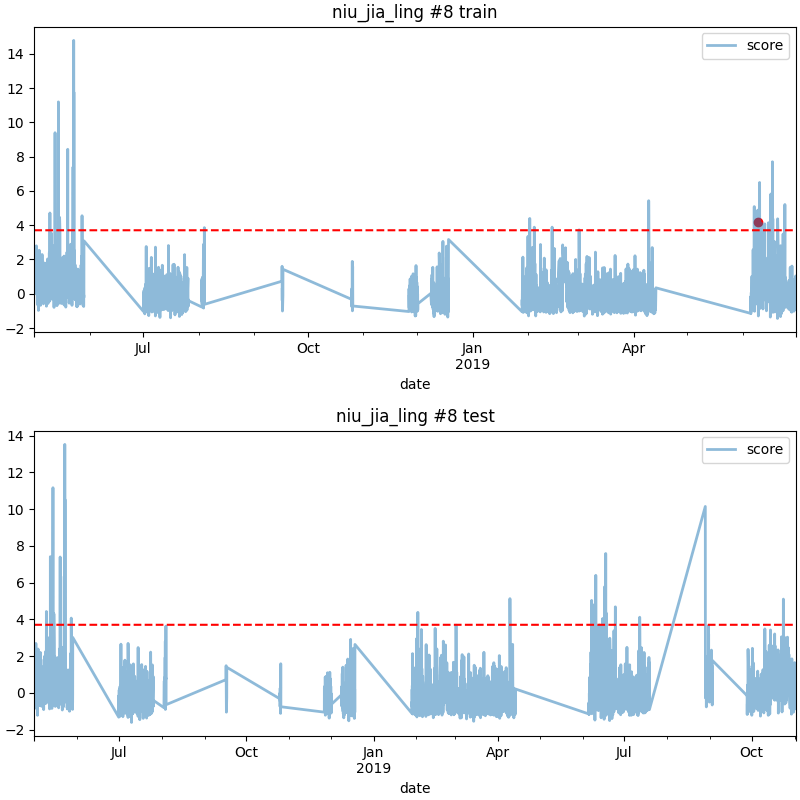 niu_jia_ling #8 train
score
14
12
10
8
6
4
2
0
−2
Jul
Oct
Jan
2019
Apr
date
niu_jia_ling #8 test
score
14
12
10
8
6
4
2
0
−2
Jul
Oct
Jan
2019
Apr
Jul
Oct
date